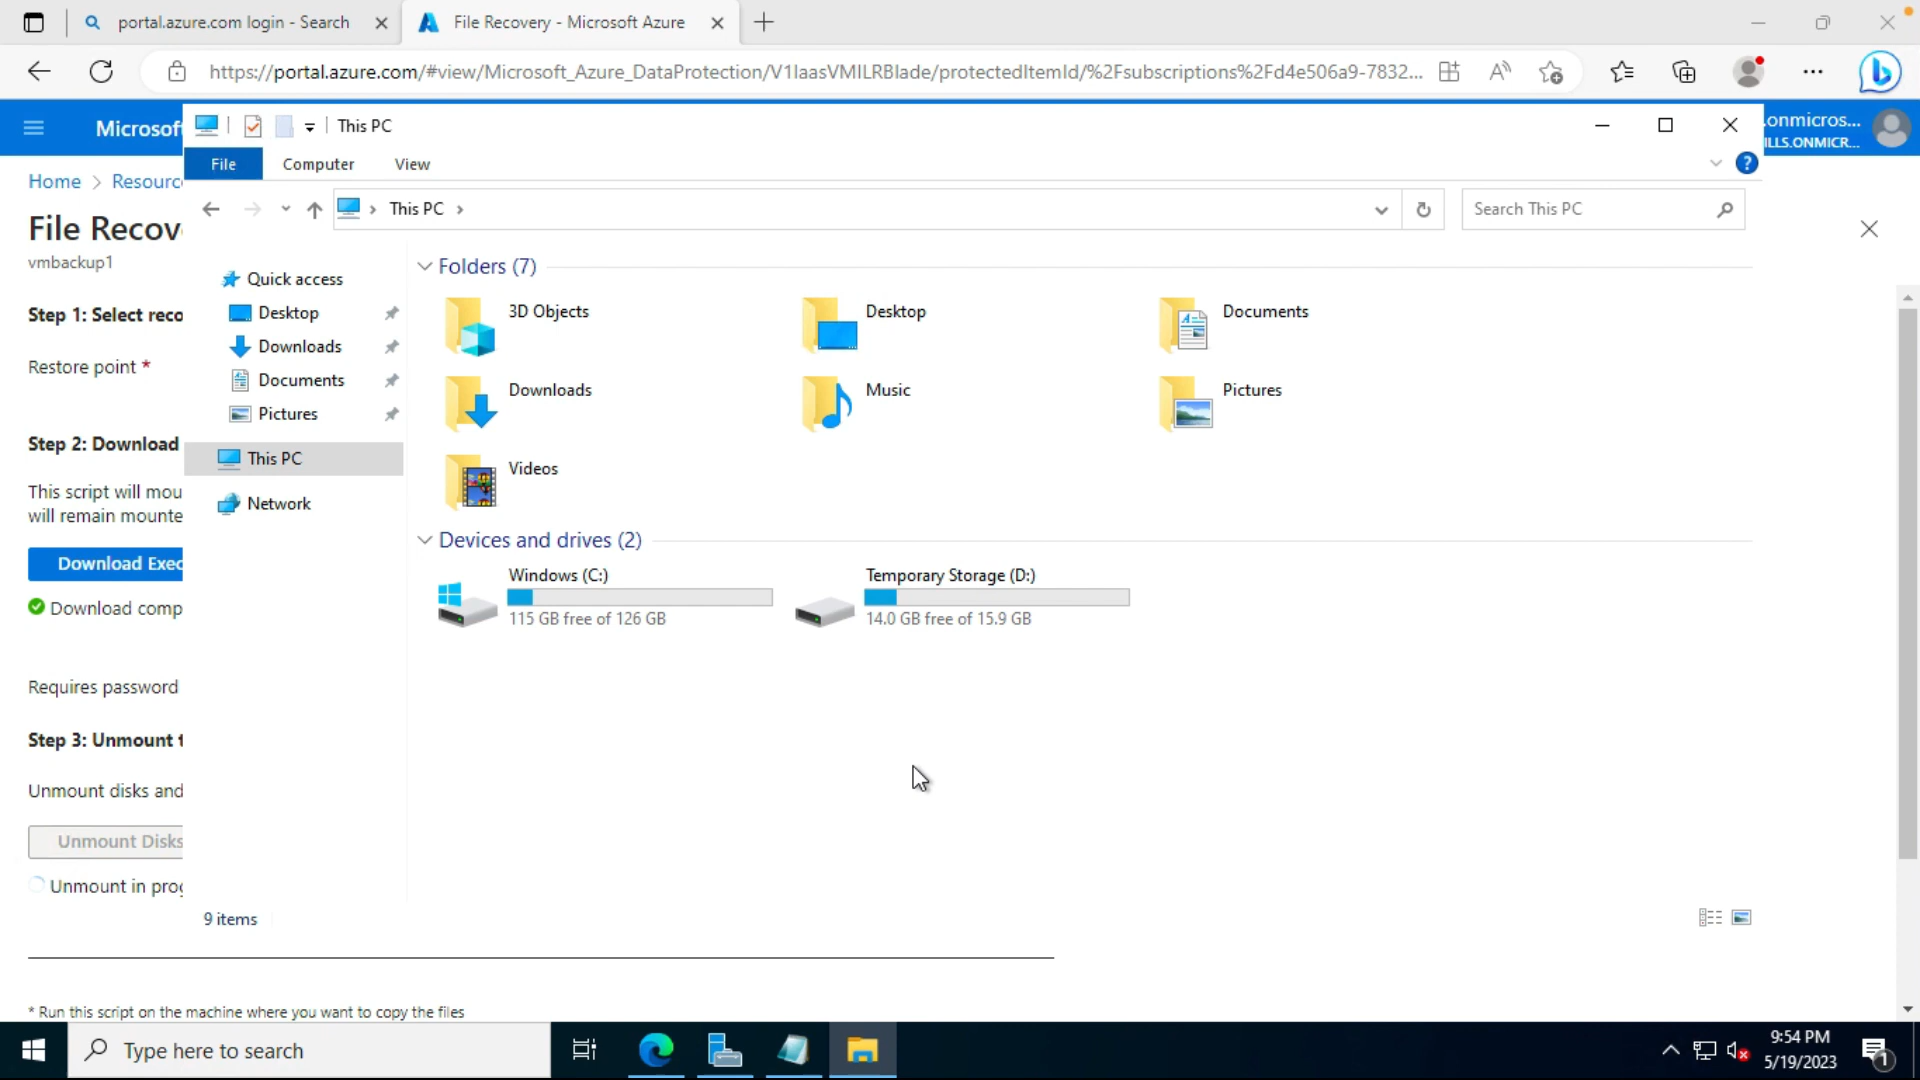 portal.azure.com login - Search
File Recovery - Microsoft Azure
https://portal.azure.com/#view/Microsoft_Azure_DataProtection/V1IaasVMILRBlade/protectedItemId/%2Fsubscriptions%2Fd4e506a9-7832...
Microsof
This PC
.onmicros...
ILLS.ONMICR...
File
Computer
View
Home
Resourc
This PC
Search This PC
File Recov
vmbackup1
Step 1: Select reco
Restore point *
Step 2: Download
This script will mou
will remain mounte
Download Exec
Download comp
Requires password
Step 3: Unmount t
Unmount disks and
Unmount Disks
Unmount in prog
Quick access
Desktop
Downloads
Documents
Pictures
This PC
Network
Folders (7)
3D Objects
Desktop
Documents
Downloads
Music
Pictures
Videos
Devices and drives (2)
Windows (C:)
115 GB free of 126 GB
Temporary Storage (D:)
14.0 GB free of 15.9 GB
9 items
* Run this script on the machine where you want to copy the files
Type here to search
9:54 PM
5/19/2023
1